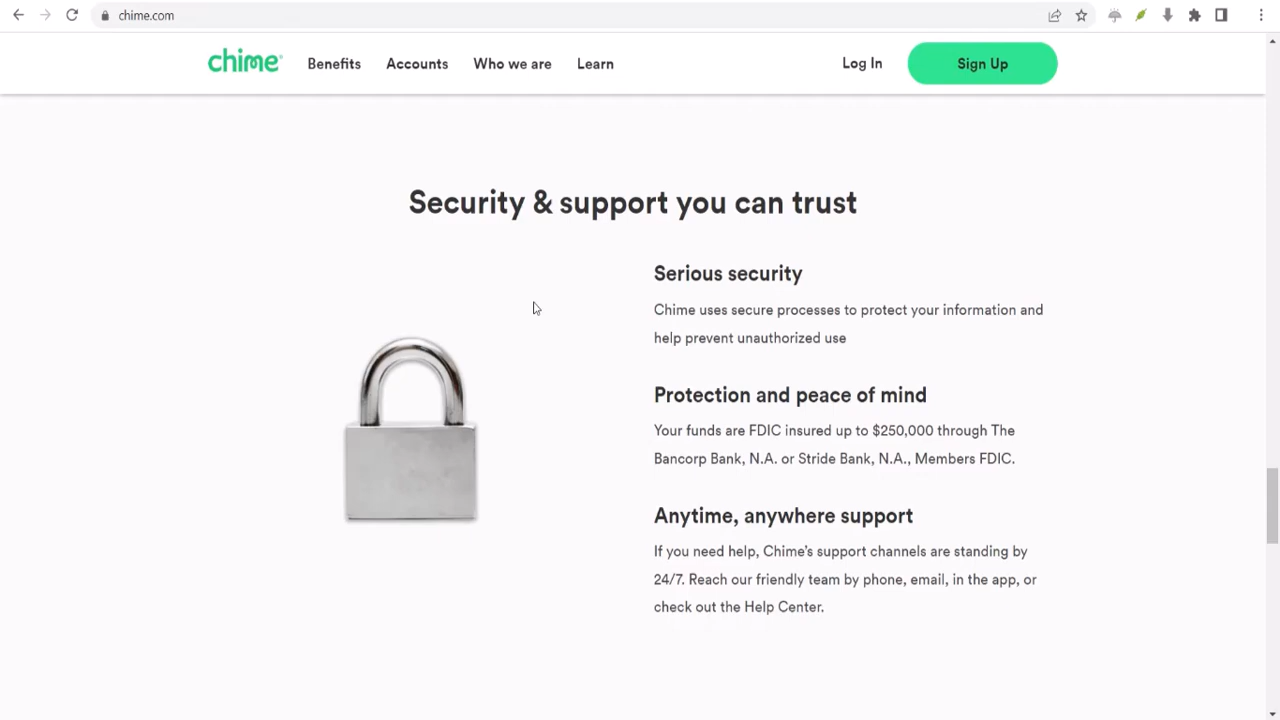 chime.com
chime
Benefits
Accounts
Who we are
Learn
Log In
Sign Up
Security & support you can trust
Serious security
Chime uses secure processes to protect your information and
help prevent unauthorized use
Protection and peace of mind
Your funds are FDIC insured up to $250,000 through The
Bancorp Bank, N.A. or Stride Bank, N.A., Members FDIC.
Anytime, anywhere support
If you need help, Chime's support channels are standing by
24/7. Reach our friendly team by phone, email, in the app, or
check out the Help Center.